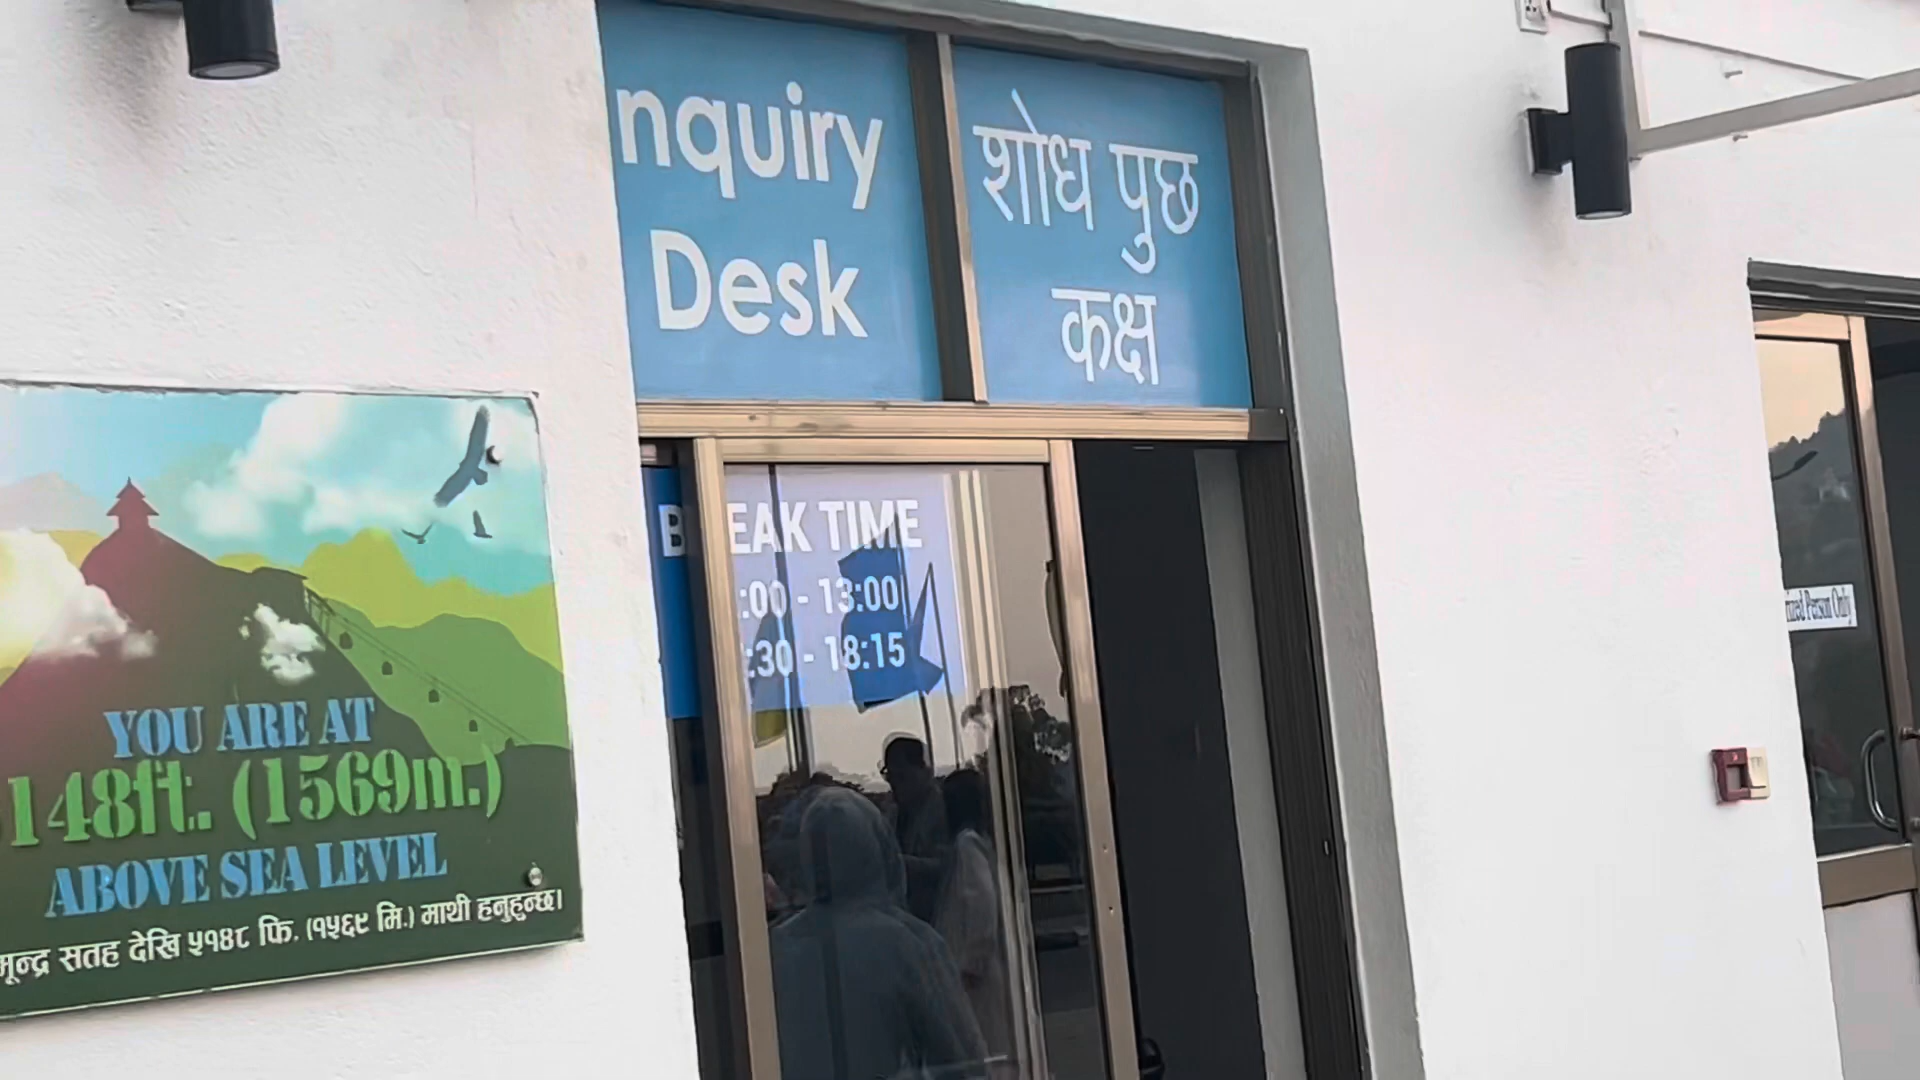 nquiry
Desk
शोध पुछ
कक्ष
BREAK TIME
:00 - 13:00
:30 - 18:15
YOU ARE AT
148ft. (1569m.)
ABOVE SEA LEVEL
मून्द्र सतह देखि ५१४८ फि. (१५६९ मि.) माथी हनुहुन्छ।
Person Only